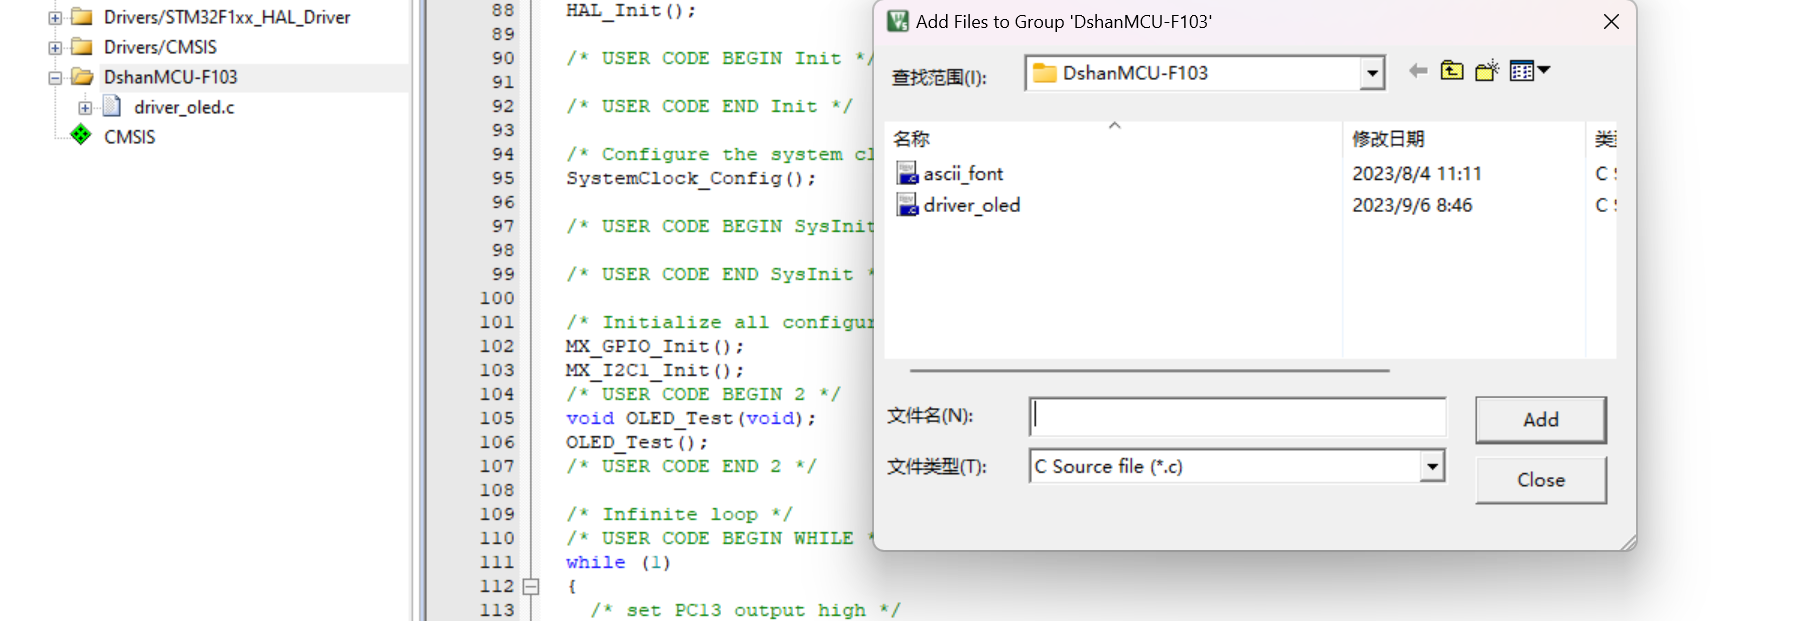 Drivers/STM32F1xx_HAL_Driver
Drivers/CMSIS
DshanMCU-F103
driver_oled.c
CMSIS
88 HAL_Init();
89
90 /* USER CODE BEGIN Init */
91
92 /* USER CODE END Init */
93
94 /* Configure the system cl
95 SystemClock_Config();
96
97 /* USER CODE BEGIN SysInit
98
99 /* USER CODE END SysInit *
100
101 /* Initialize all configur
102 MX_GPIO_Init();
103 MX_I2C1_Init();
104 /* USER CODE BEGIN 2 */
105 void OLED_Test(void);
106 OLED_Test();
107 /* USER CODE END 2 */
108
109 /* Infinite loop */
110 /* USER CODE BEGIN WHILE *
111 while (1)
112 {
113 /* set PC13 output high */
Add Files to Group 'DshanMCU-F103'
查找范围(I): DshanMCU-F103
名称 修改日期
ascii_font 2023/8/4 11:11 C
driver_oled 2023/9/6 8:46 C
文件名(N): Add
文件类型(T): C Source file (*.c)
Close